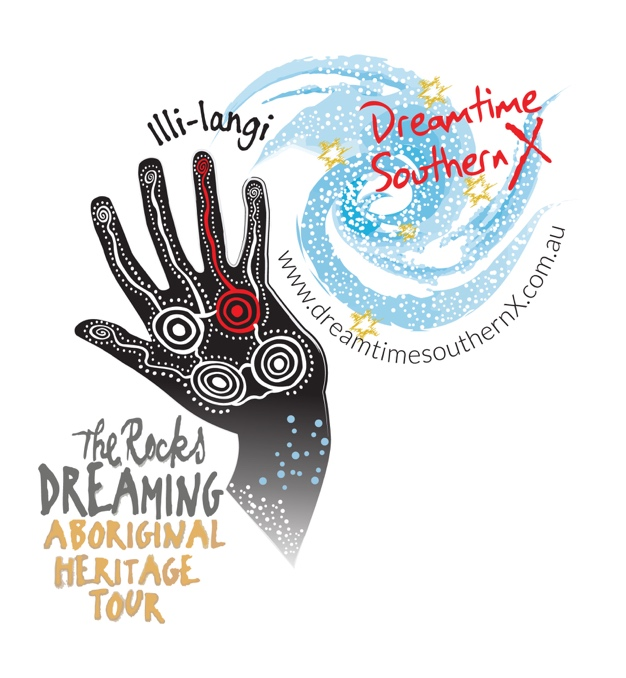 Illi-langi
Dreamtime
Southern X
www.dreamtimesouthernX.com.au
The Rocks
DREAMING
ABORIGINAL
HERITAGE
TOUR